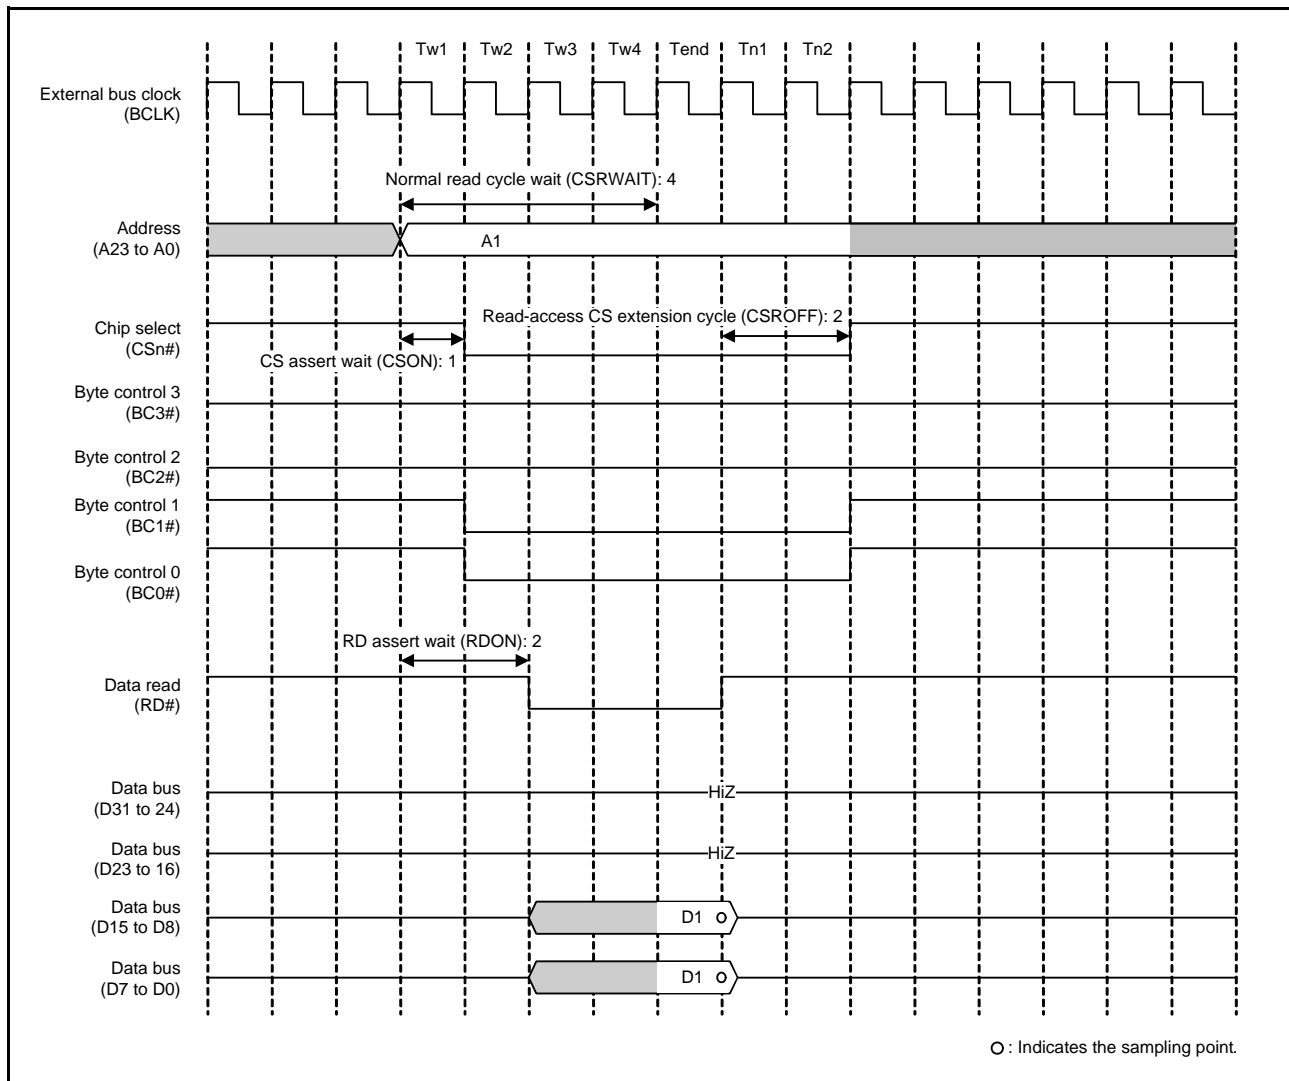 Tw1 Tw2 Tw3 Tw4 Tend Tn1 Tn2
External bus clock
(BCLK)
Normal read cycle wait (CSRWAIT): 4
Address
(A23 to A0)
A1
Read-access CS extension cycle (CSROFF): 2
Chip select
(CSn#)
CS assert wait (CSON): 1
Byte control 3
(BC3#)
Byte control 2
(BC2#)
Byte control 1
(BC1#)
Byte control 0
(BC0#)
RD assert wait (RDON): 2
Data read
(RD#)
Data bus
(D31 to 24)
HiZ
Data bus
(D23 to 16)
HiZ
Data bus
(D15 to D8)
D1
Data bus
(D7 to D0)
D1
: Indicates the sampling point.